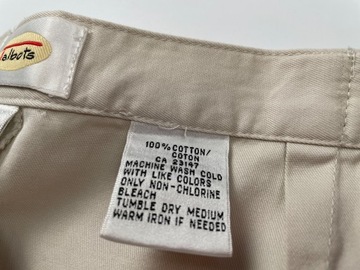 Talbots
100% COTTON/
COTON
CA 23147
MACHINE WASH COLD
WITH LIKE COLORS
ONLY NON-CHLORINE
BLEACH
TUMBLE DRY MEDIUM
WARM IRON IF NEEDED